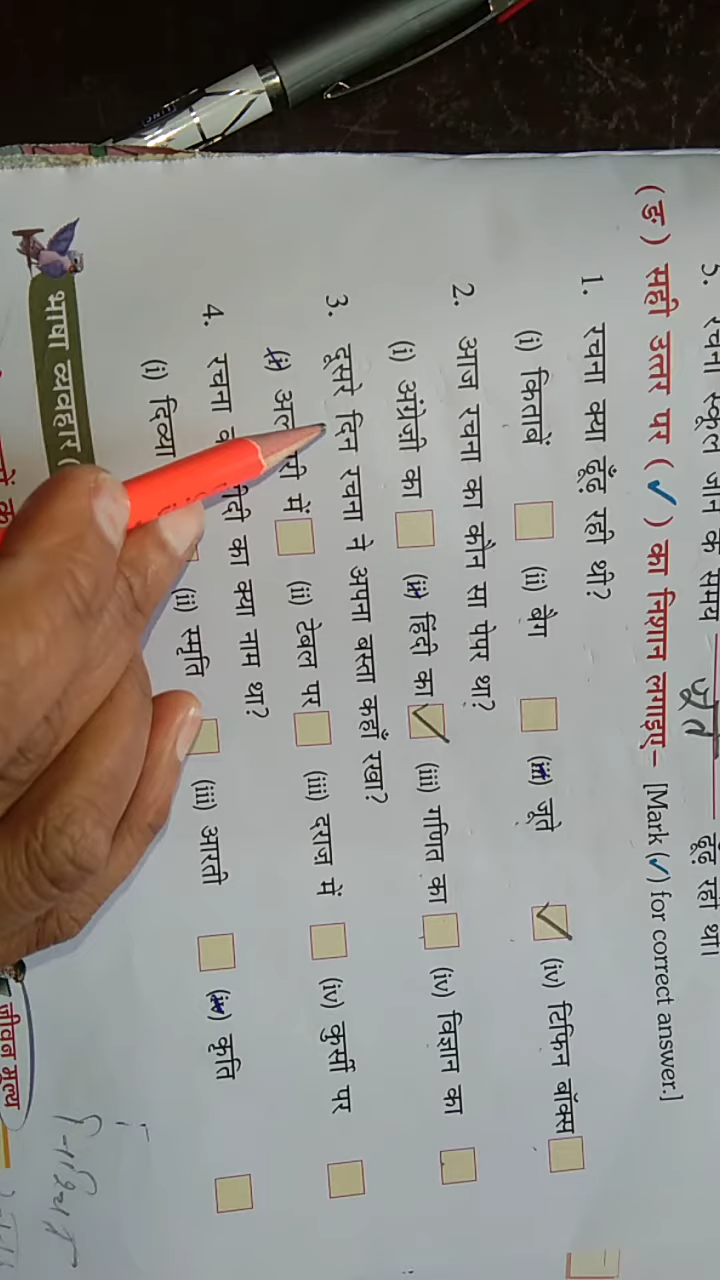 5. रचना स्कूल जाने के समय जूते ढूँढ़ रही थी।
(ङ) सही उत्तर पर (✓) का निशान लगाइए– [Mark (✓) for correct answer.]
1. रचना क्या ढूँढ़ रही थी?
(i) किताबें (ii) बैग (iii) जूते ✓ (iv) टिफिन बॉक्स
2. आज रचना का कौन सा पेपर था?
(i) अंग्रेज़ी का (ii) हिंदी का ✓ (iii) गणित का (iv) विज्ञान का
3. दूसरे दिन रचना ने अपना बस्ता कहाँ रखा?
(i) में (ii) टेबल पर (iii) दराज में (iv) कुर्सी पर
4. रचना दीदी का क्या नाम था?
(i) दिव्या (ii) स्मृति (iii) आरती (iv) कृति
भाषा व्यवहार (
जीवन मूल्य